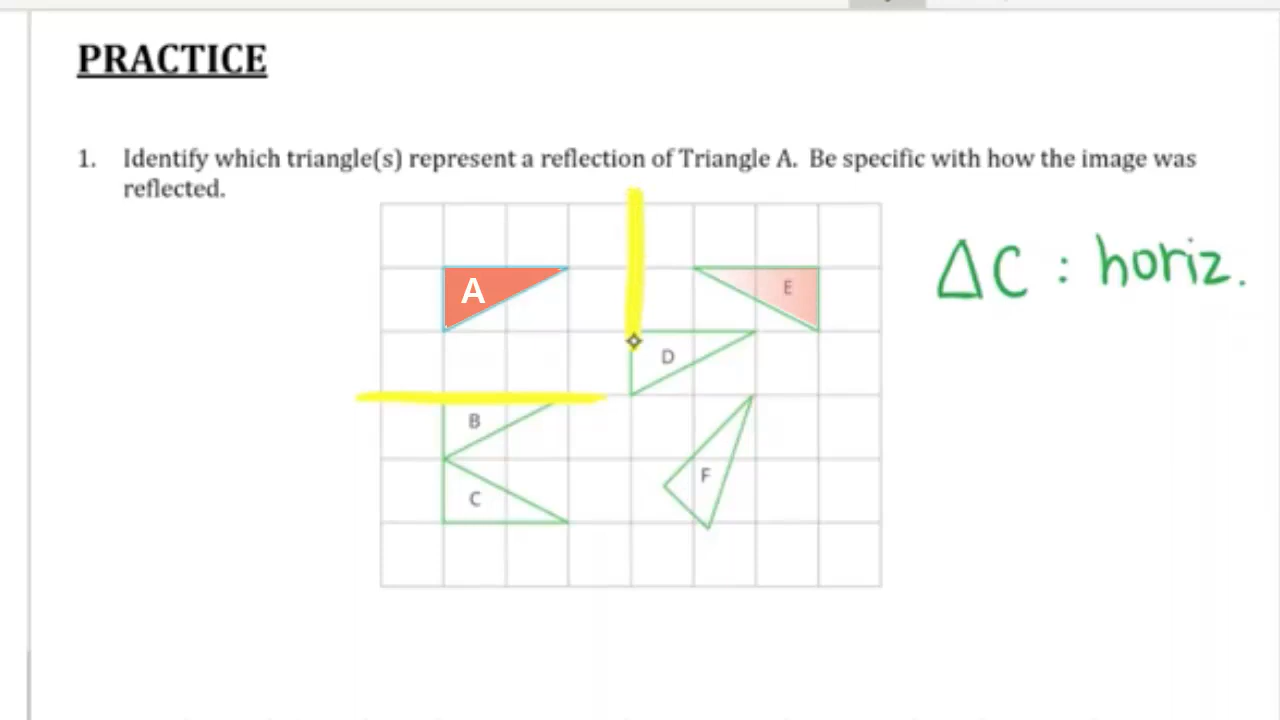 PRACTICE
1. Identify which triangle(s) represent a reflection of Triangle A. Be specific with how the image was
reflected.
A
E
D
B
C
F
ΔC : horiz.